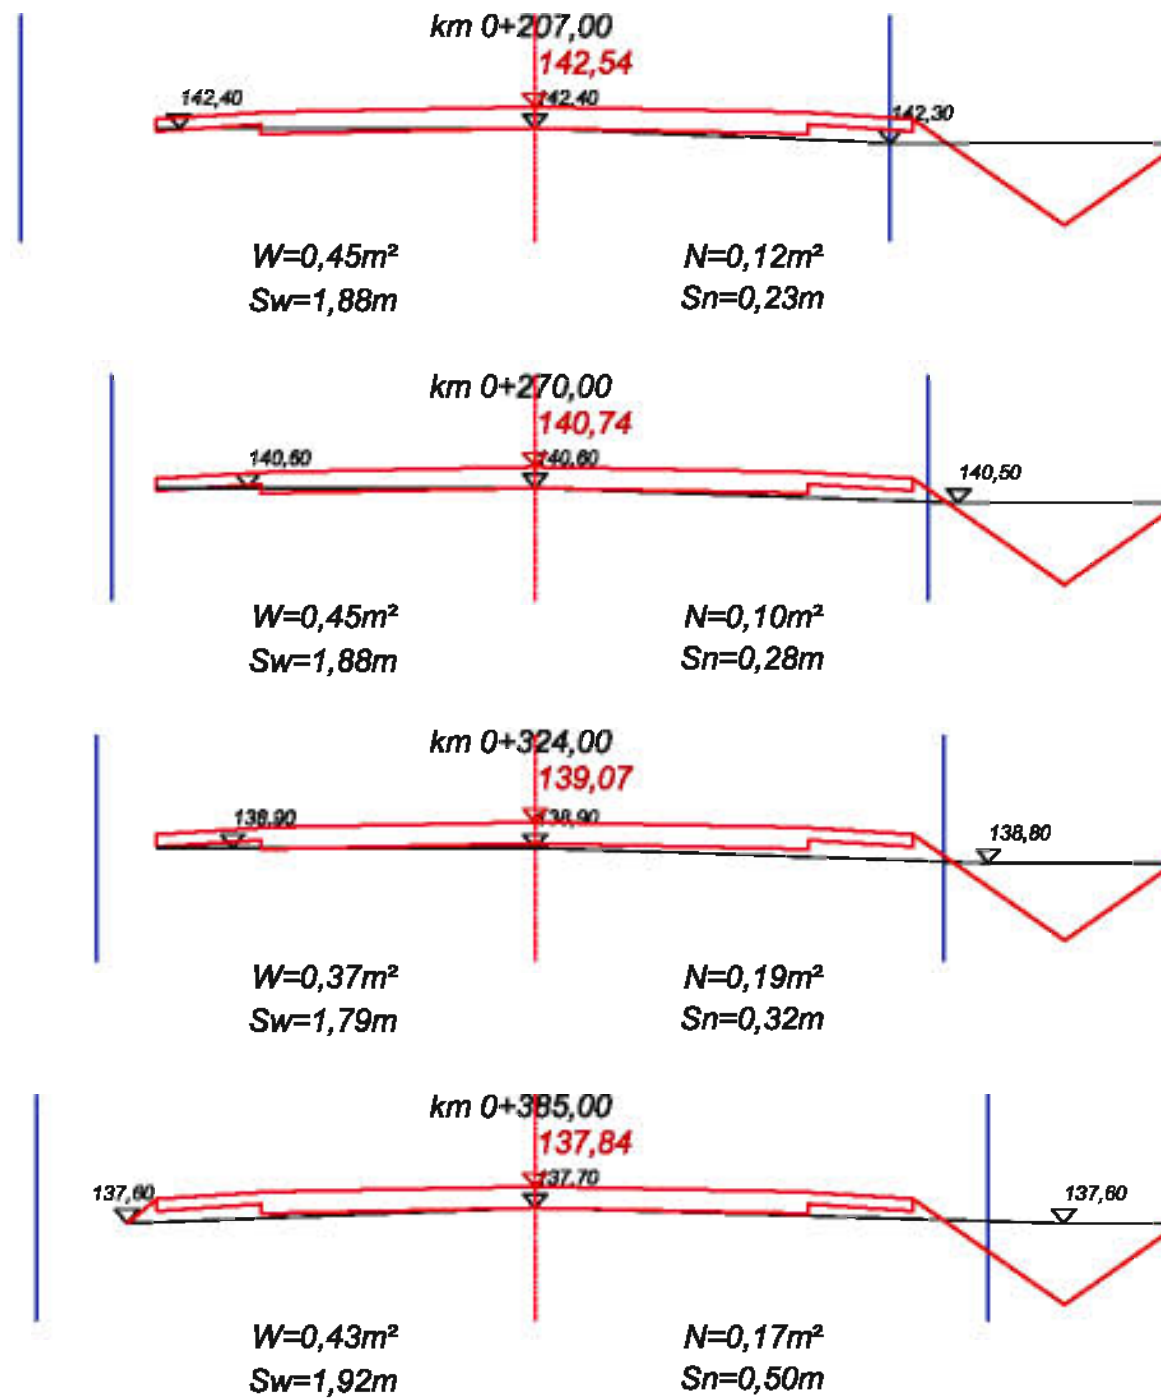 km 0+207,00
142,54
142,40
142,40
142,30
W=0,45m²
N=0,12m²
Sw=1,88m
Sn=0,23m
km 0+270,00
140,74
140,60
140,60
140,50
W=0,45m²
N=0,10m²
Sw=1,88m
Sn=0,28m
km 0+324,00
139,07
138,90
138,90
138,80
W=0,37m²
N=0,19m²
Sw=1,79m
Sn=0,32m
km 0+385,00
137,84
137,60
137,70
137,60
W=0,43m²
N=0,17m²
Sw=1,92m
Sn=0,50m